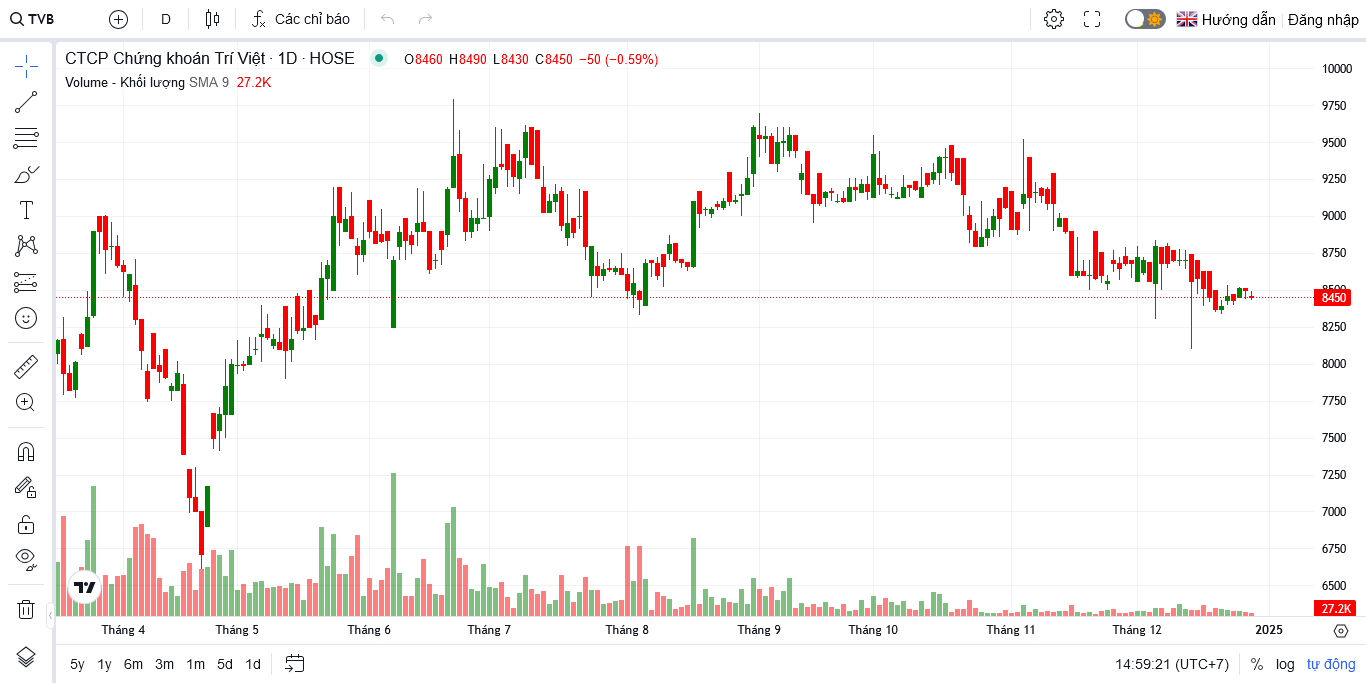 TVB D Các chỉ báo Hướng dẫn Đăng nhập
CTCP Chứng khoán Trí Việt · 1D · HOSE O8460 H8490 L8430 C8450 −50 (−0.59%)
Volume - Khối lượng SMA 9 27.2K
10000
9750
9500
9250
9000
8750
8500
8450
8250
8000
7750
7500
7250
7000
6750
6500
27.2K
Tháng 4 Tháng 5 Tháng 6 Tháng 7 Tháng 8 Tháng 9 Tháng 10 Tháng 11 Tháng 12 2025
5y 1y 6m 3m 1m 5d 1d 14:59:21 (UTC+7) % log tự động